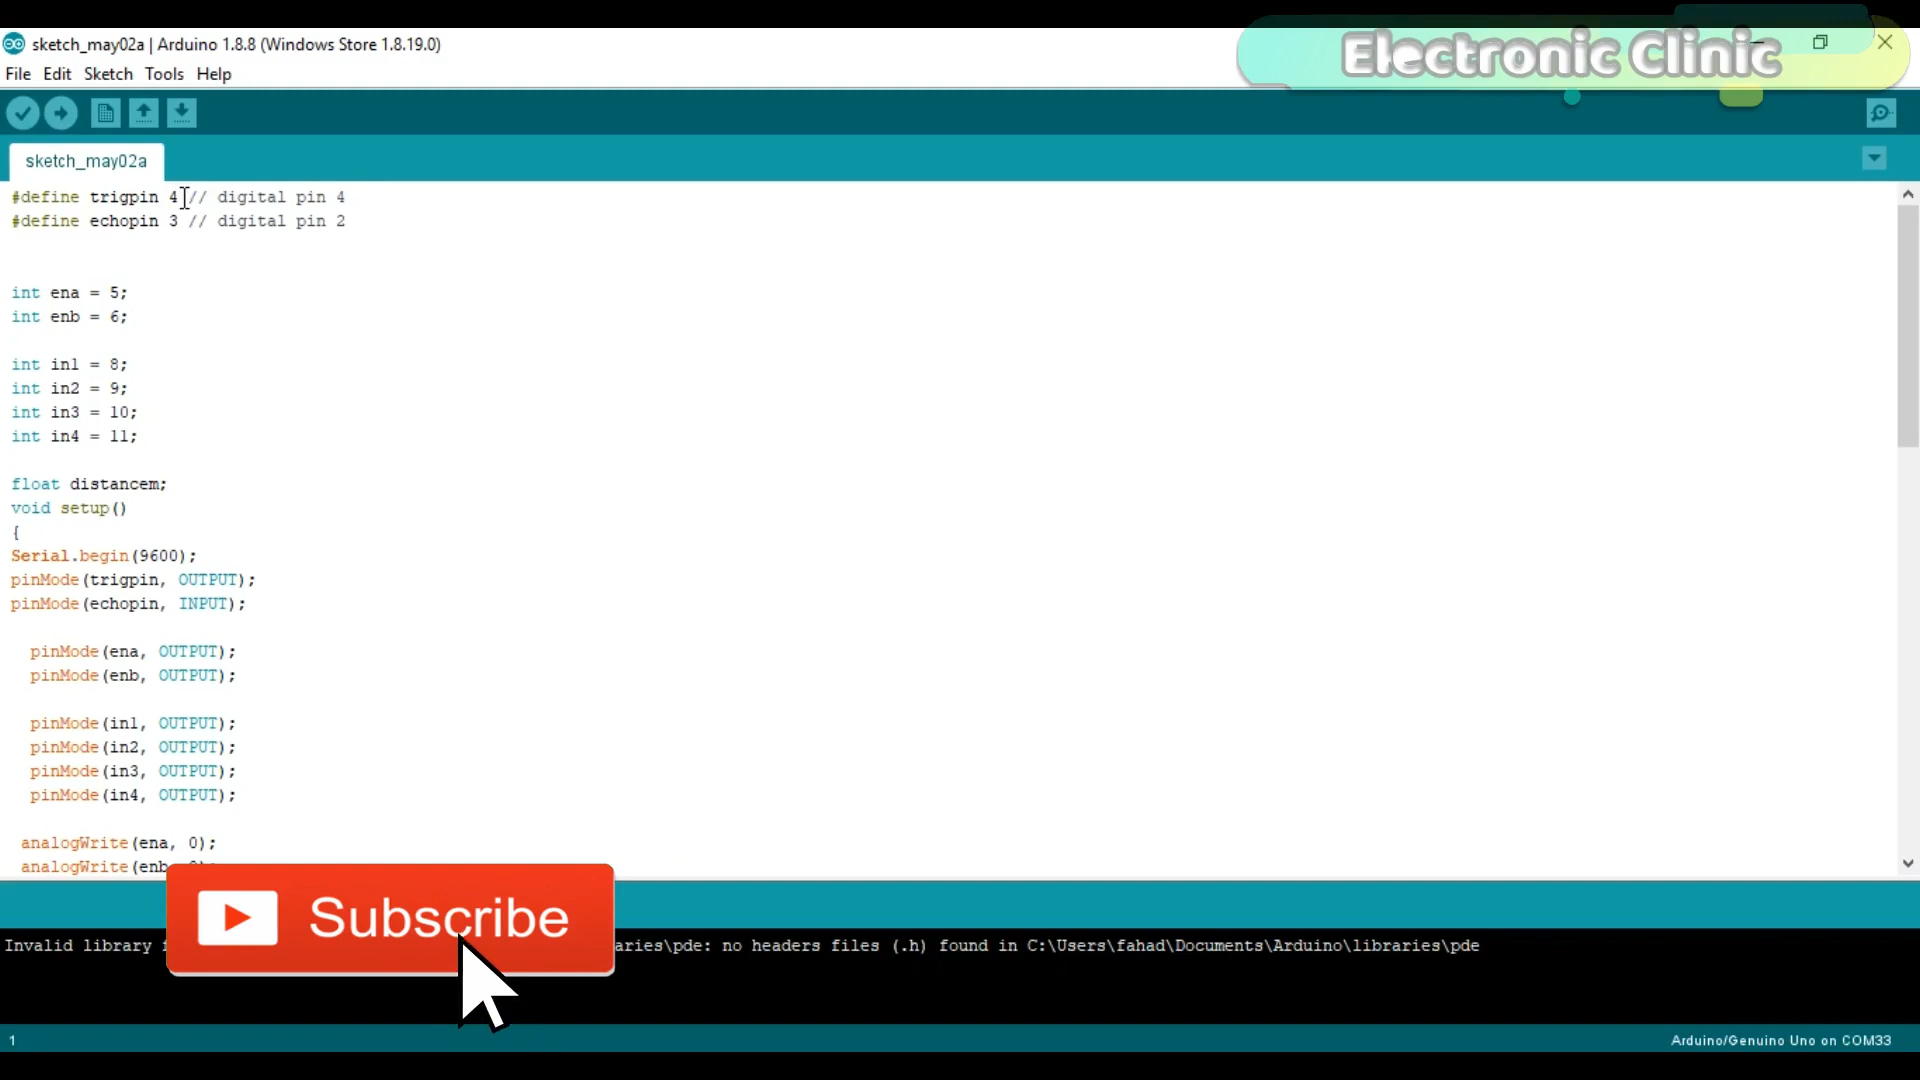 Electronic Clinic
sketch_may02a | Arduino 1.8.8 (Windows Store 1.8.19.0)
File Edit Sketch Tools Help
sketch_may02a
#define trigpin 4 // digital pin 4
#define echopin 3 // digital pin 2
int ena = 5;
int enb = 6;
int in1 = 8;
int in2 = 9;
int in3 = 10;
int in4 = 11;
float distancem;
void setup()
{
Serial.begin(9600);
pinMode(trigpin, OUTPUT);
pinMode(echopin, INPUT);
pinMode(ena, OUTPUT);
pinMode(enb, OUTPUT);
pinMode(in1, OUTPUT);
pinMode(in2, OUTPUT);
pinMode(in3, OUTPUT);
pinMode(in4, OUTPUT);
analogWrite(ena, 0);
analogWrite(enb
Subscribe
Invalid library aries\pde: no headers files (.h) found in C:\Users\fahad\Documents\Arduino\libraries\pde
1
Arduino/Genuino Uno on COM33